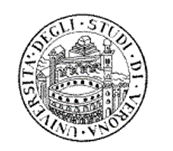 UNIVERSITA' DEGLI · STUDI · DI · VERONA ·